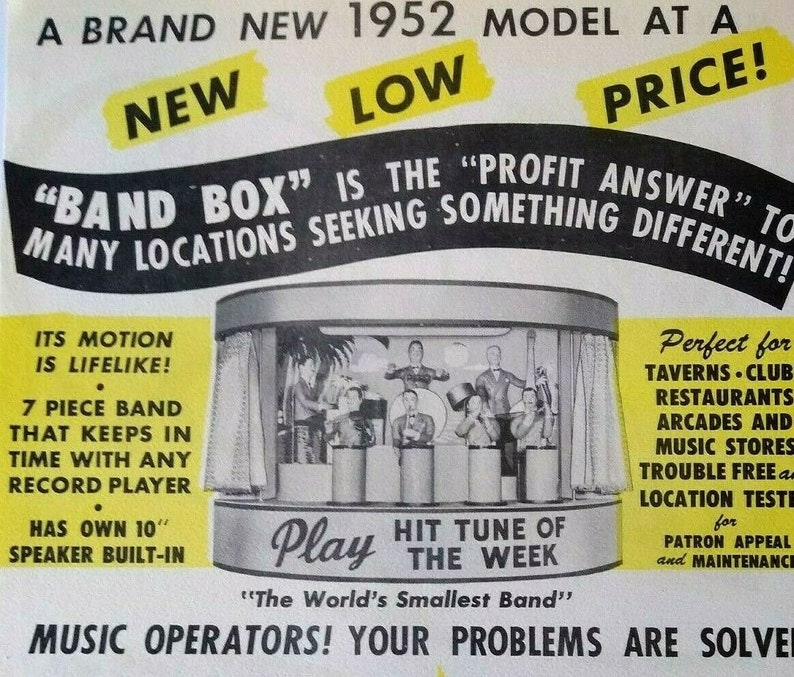 A BRAND NEW 1952 MODEL AT A
NEW LOW PRICE!
"BAND BOX" IS THE "PROFIT ANSWER" TO
MANY LOCATIONS SEEKING SOMETHING DIFFERENT!
ITS MOTION
IS LIFELIKE!
•
7 PIECE BAND
THAT KEEPS IN
TIME WITH ANY
RECORD PLAYER
•
HAS OWN 10"
SPEAKER BUILT-IN
Play HIT TUNE OF
THE WEEK
Perfect for
TAVERNS • CLUB
RESTAURANTS
ARCADES AND
MUSIC STORES
TROUBLE FREE an
LOCATION TESTE
for
PATRON APPEAL
and MAINTENANC
"The World's Smallest Band"
MUSIC OPERATORS! YOUR PROBLEMS ARE SOLVE